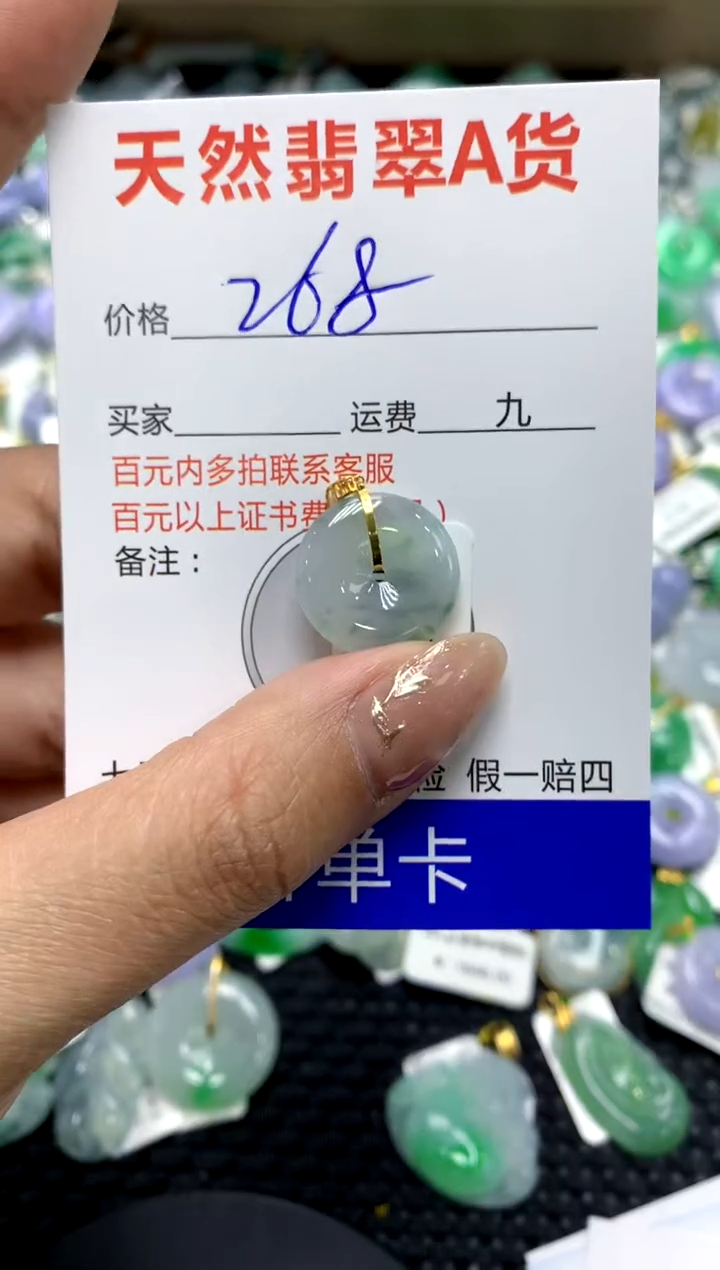 天然翡翠A货
价格 268
买家 运费 九
百元内多拍联系客服
百元以上证书费
备注：
假一赔四
单卡